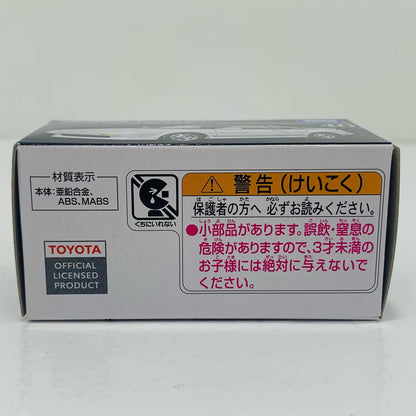 材質表示
本体:亜鉛合金、
ABS、MABS
くちにいれない
警告(けいこく)
保護者の方へ 必ずお読みください。
●小部品があります。誤飲・窒息の
危険がありますので、3才未満の
お子様には絶対に与えないで
ください。
TOYOTA
OFFICIAL
LICENSED
PRODUCT